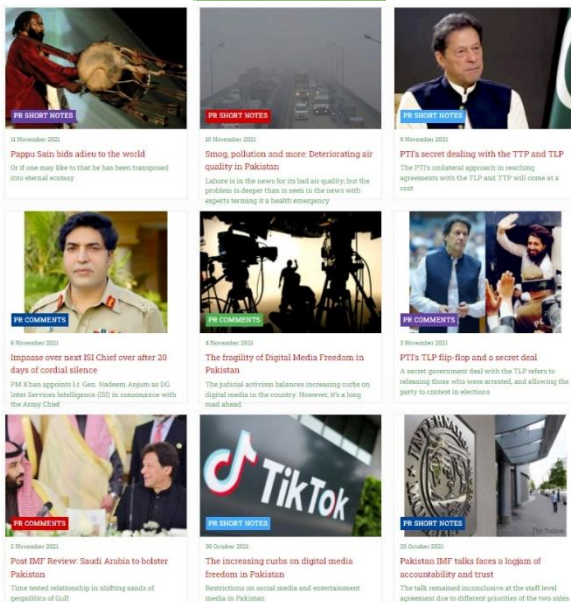 PR SHORT NOTES
11 November 2021
Pappu Sain bids adieu to the world
Or if one may like to that he has been transposed
into eternal ecstasy
PR SHORT NOTES
10 November 2021
Smog, pollution and more: Deteriorating air
quality in Pakistan
Lahore is in the news for its bad air quality; but the
problem is deeper than is seen in the news with
experts terming it a health emergency
PR SHORT NOTES
9 November 2021
PTI's secret dealing with the TTP and TLP
The PTI's unilateral approach in reaching
agreements with the TLP and TTP will come at a
cost
PR COMMENTS
8 November 2021
Impasse over next ISI Chief over after 20
days of cordial silence
PM Khan appoints Lt. Gen. Nadeem Anjum as DG
Inter Services Intelligence (ISI) in consonance with
the Army Chief
PR COMMENTS
4 November 2021
The fragility of Digital Media Freedom in
Pakistan
The judicial activism balances increasing curbs on
digital media in the country. However, it's a long
road ahead
PR COMMENTS
3 November 2021
PTI's TLP flip-flop and a secret deal
A secret government deal with the TLP refers to
releasing those who were arrested, and allowing the
party to contest in elections
PR COMMENTS
2 November 2021
Post IMF Review: Saudi Arabia to bolster
Pakistan
Time tested relationship in shifting sands of
geopolitics of Gulf
TikTok
PR SHORT NOTES
30 October 2021
The increasing curbs on digital media
freedom in Pakistan
Restrictions on social media and entertainment
media in Pakistan
INTERNATIONAL
The Nation
PR SHORT NOTES
29 October 2021
Pakistan IMF talks faces a logjam of
accountability and trust
The talk remained inconclusive at the staff level
agreement due to different priorities of the two sides